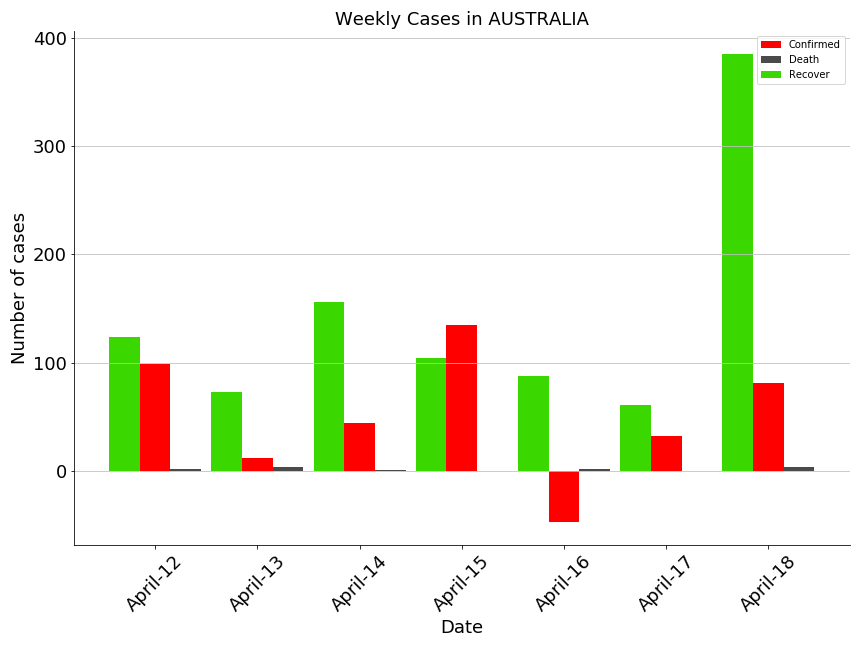 Weekly Cases in AUSTRALIA
Confirmed
Death
Recover
Number of cases
400
300
200
100
0
April-12
April-13
April-14
April-15
April-16
April-17
April-18
Date